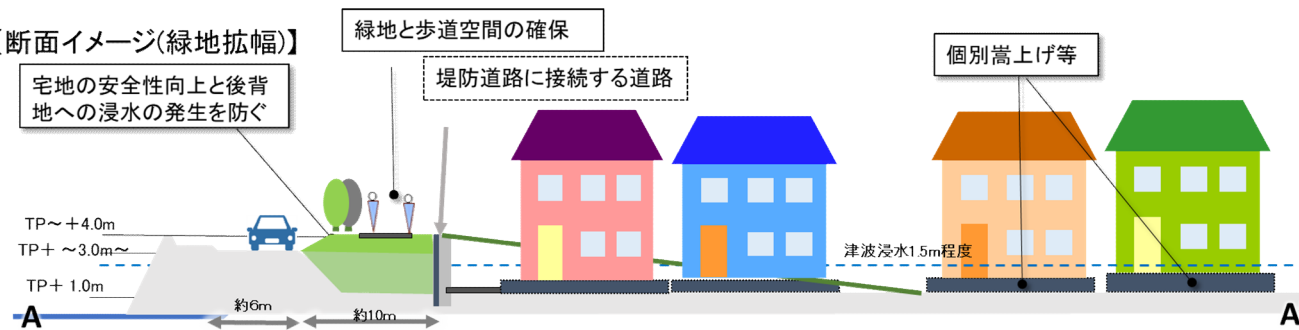 【断面イメージ(緑地拡幅)】
緑地と歩道空間の確保
宅地の安全性向上と後背
地への浸水の発生を防ぐ
堤防道路に接続する道路
個別嵩上げ等
TP~+4.0m
TP+ ~3.0m~
津波浸水1.5m程度
TP+ 1.0m
A
約6m
約10m
A